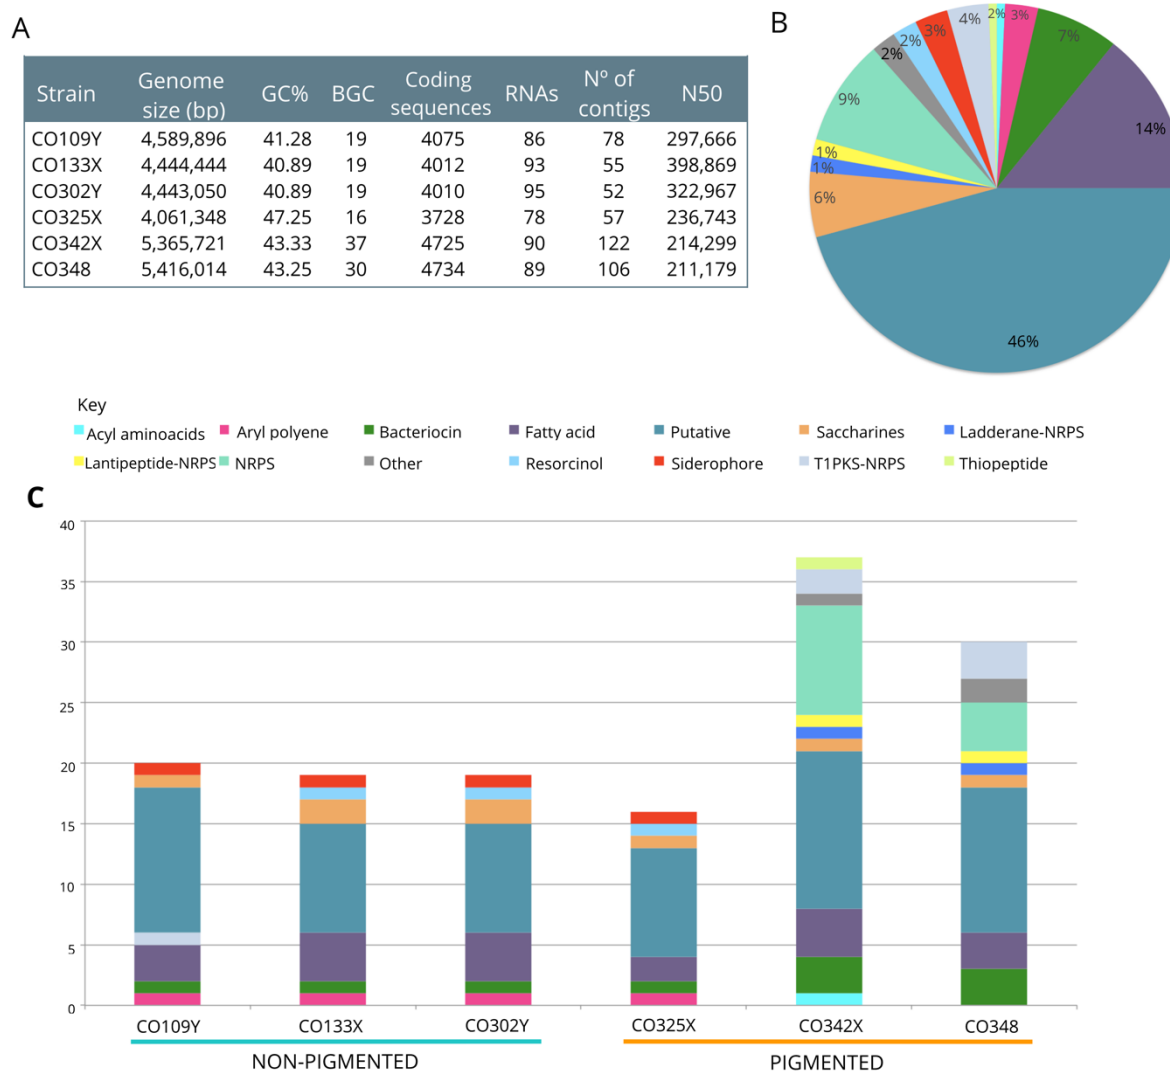 A
Strain Genome size (bp) GC% BGC Coding sequences RNAs Nº of contigs N50
CO109Y 4,589,896 41.28 19 4075 86 78 297,666
CO133X 4,444,444 40.89 19 4012 93 55 398,869
CO302Y 4,443,050 40.89 19 4010 95 52 322,967
CO325X 4,061,348 47.25 16 3728 78 57 236,743
CO342X 5,365,721 43.33 37 4725 90 122 214,299
CO348 5,416,014 43.25 30 4734 89 106 211,179
B
2%
3%
7%
14%
46%
6%
1%
1%
9%
2%
2%
3%
4%
Key
Acyl aminoacids Aryl polyene Bacteriocin Fatty acid Putative Saccharines Ladderane-NRPS
Lantipeptide-NRPS NRPS Other Resorcinol Siderophore T1PKS-NRPS Thiopeptide
C
40
35
30
25
20
15
10
5
0
CO109Y CO133X CO302Y CO325X CO342X CO348
NON-PIGMENTED PIGMENTED